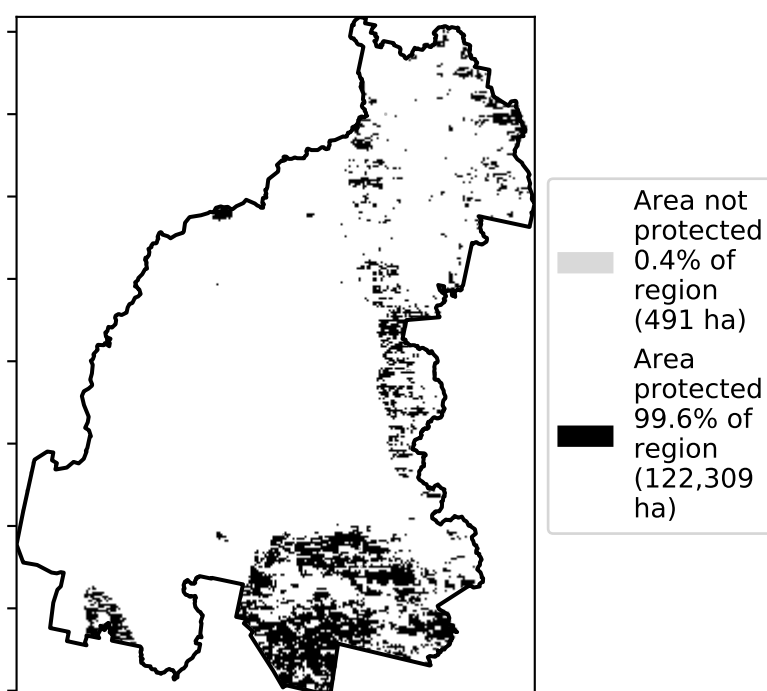 Area not
protected
0.4% of
region
(491 ha)
Area
protected
99.6% of
region
(122,309
ha)